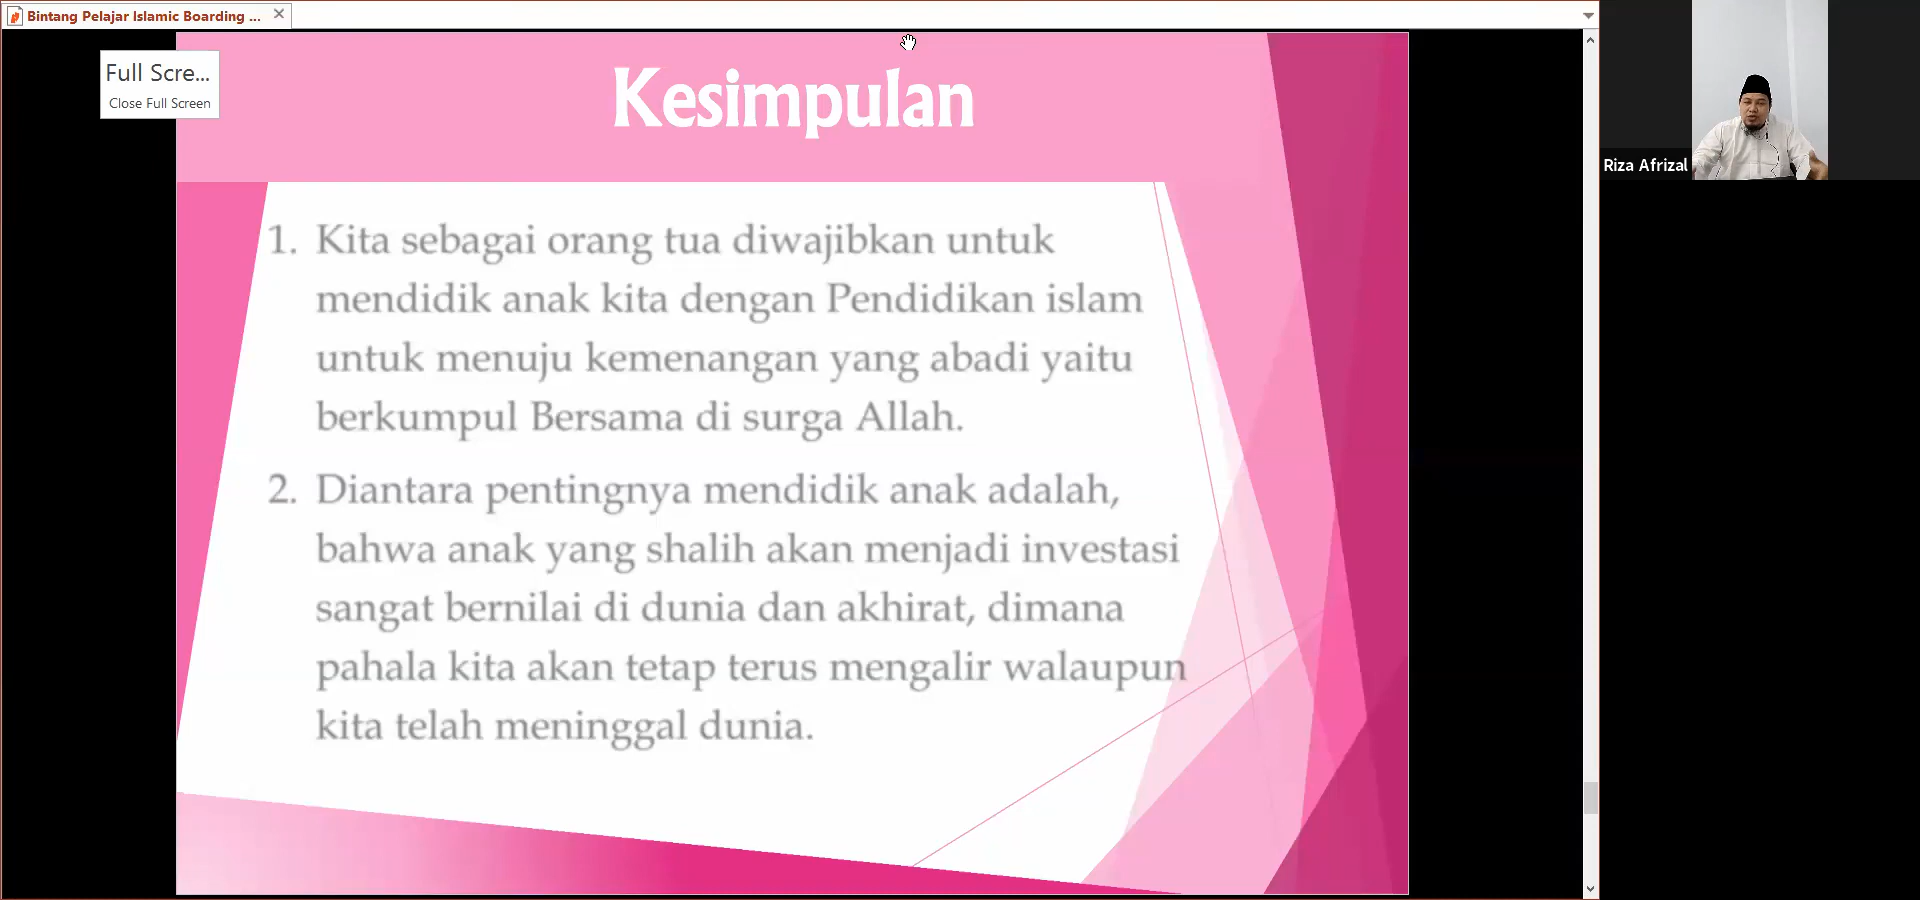 Bintang Pelajar Islamic Boarding ...
Full Scre...
Close Full Screen
Kesimpulan
1. Kita sebagai orang tua diwajibkan untuk
mendidik anak kita dengan Pendidikan islam
untuk menuju kemenangan yang abadi yaitu
berkumpul Bersama di surga Allah.
2. Diantara pentingnya mendidik anak adalah,
bahwa anak yang shalih akan menjadi investasi
sangat bernilai di dunia dan akhirat, dimana
pahala kita akan tetap terus mengalir walaupun
kita telah meninggal dunia.
Riza Afrizal